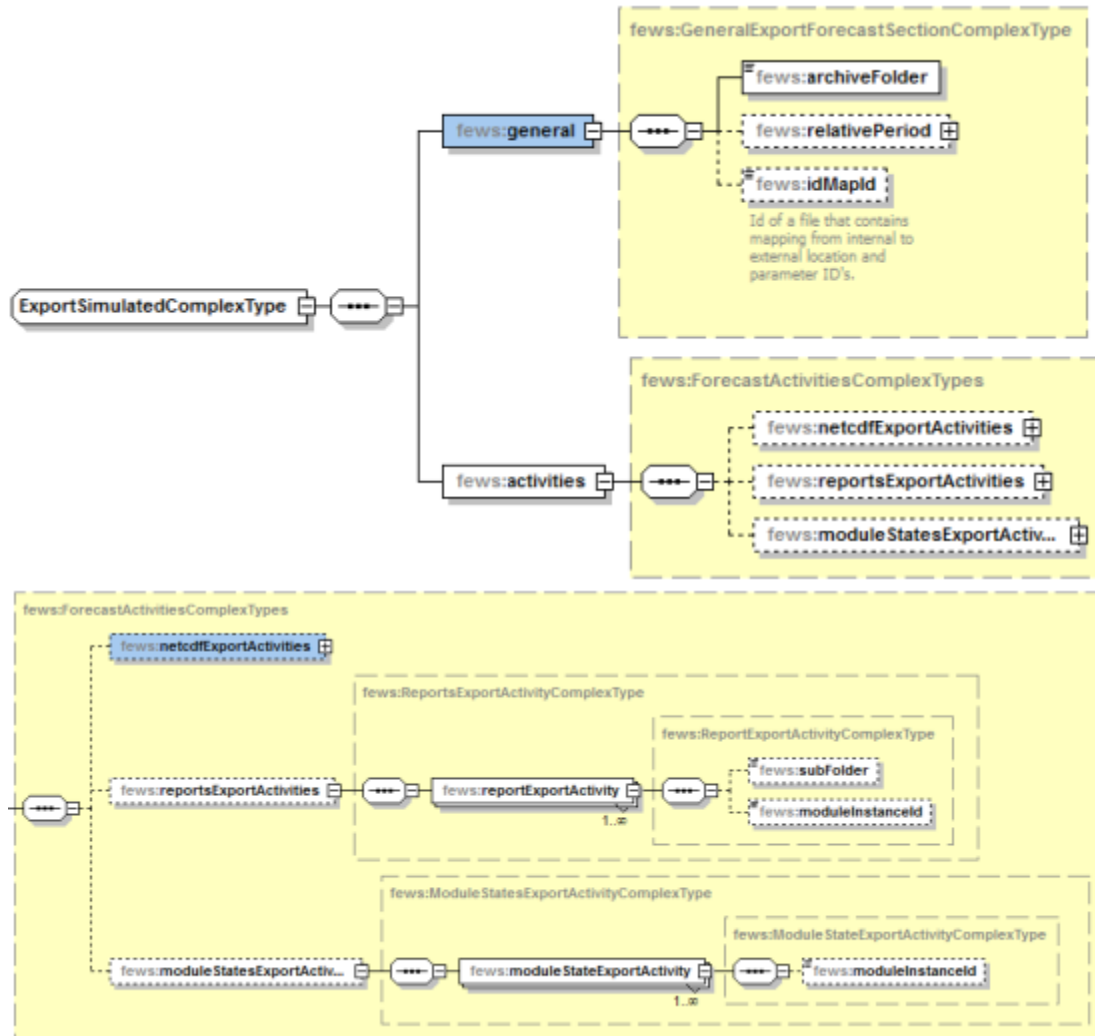 fews:GeneralExportForecastSectionComplexType
fews:archiveFolder
fews:general
fews:relativePeriod
fews:idMapId
Id of a file that contains
mapping from internal to
external location and
parameter ID's.
ExportSimulatedComplexType
fews:ForecastActivitiesComplexTypes
fews:netcdfExportActivities
fews:activities
fews:reportsExportActivities
fews:moduleStatesExportActiv...
fews:ForecastActivitiesComplexTypes
fews:netcdfExportActivities
fews:ReportsExportActivityComplexType
fews:ReportExportActivityComplexType
fews:subFolder
fews:reportsExportActivities
fews:reportExportActivity
fews:moduleInstanceId
1..∞
fews:ModuleStatesExportActivityComplexType
fews:ModuleStateExportActivityComplexType
fews:moduleStatesExportActiv...
fews:moduleStateExportActivity
fews:moduleInstanceId
1..∞